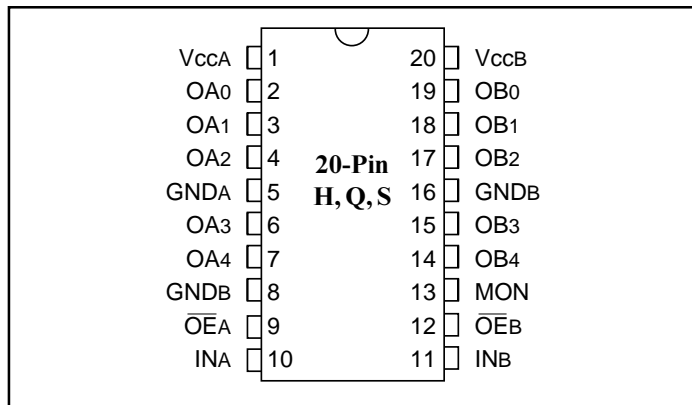 VCCA 1 20 VCCB
OA0 2 19 OB0
OA1 3 18 OB1
OA2 4 17 OB2
20-Pin
GNDA 5 16 GNDB
H, Q, S
OA3 6 15 OB3
OA4 7 14 OB4
GNDB 8 13 MON
O̅E̅A 9 12 O̅E̅B
INA 10 11 INB